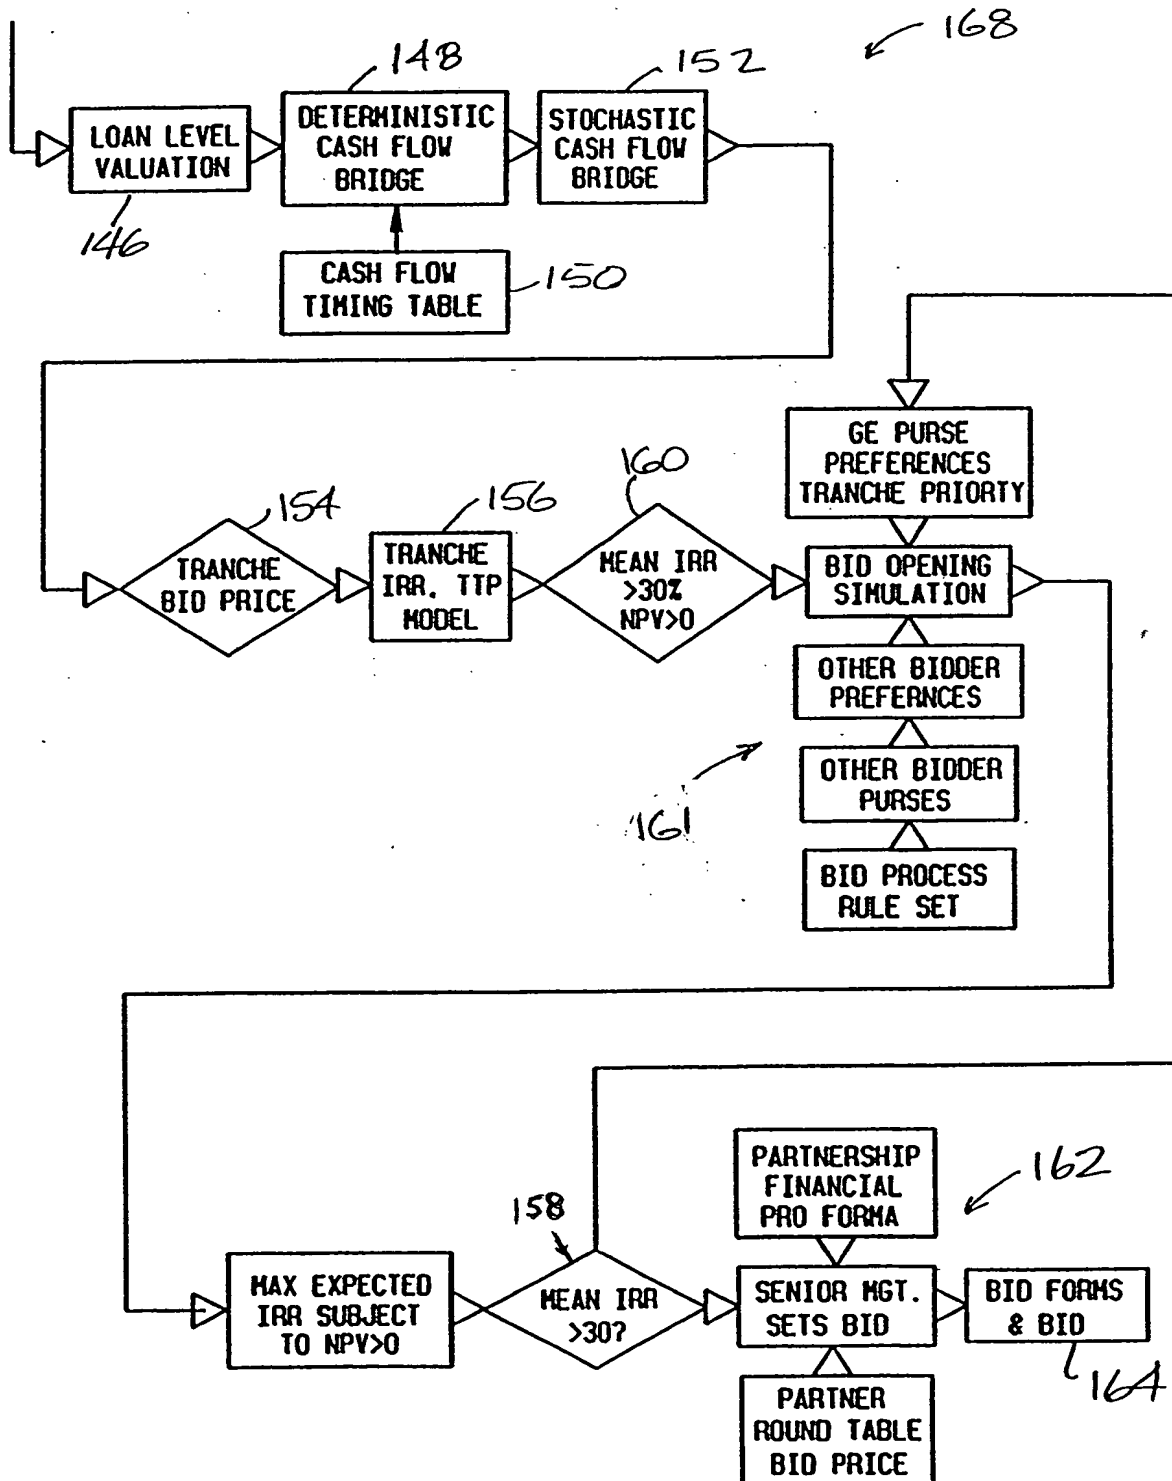 168
148
152
LOAN LEVEL
VALUATION
DETERMINISTIC
CASH FLOW
BRIDGE
STOCHASTIC
CASH FLOW
BRIDGE
146
CASH FLOW
TIMING TABLE
150
GE PURSE
PREFERENCES
TRANCHE PRIORTY
154
156
160
TRANCHE
BID PRICE
TRANCHE
IRR. TTP
MODEL
MEAN IRR
>30%
NPV>0
BID OPENING
SIMULATION
OTHER BIDDER
PREFERNCES
161
OTHER BIDDER
PURSES
BID PROCESS
RULE SET
PARTNERSHIP
FINANCIAL
PRO FORMA
162
158
MAX EXPECTED
IRR SUBJECT
TO NPV>0
MEAN IRR
>30?
SENIOR MGT.
SETS BID
BID FORMS
& BID
164
PARTNER
ROUND TABLE
BID PRICE